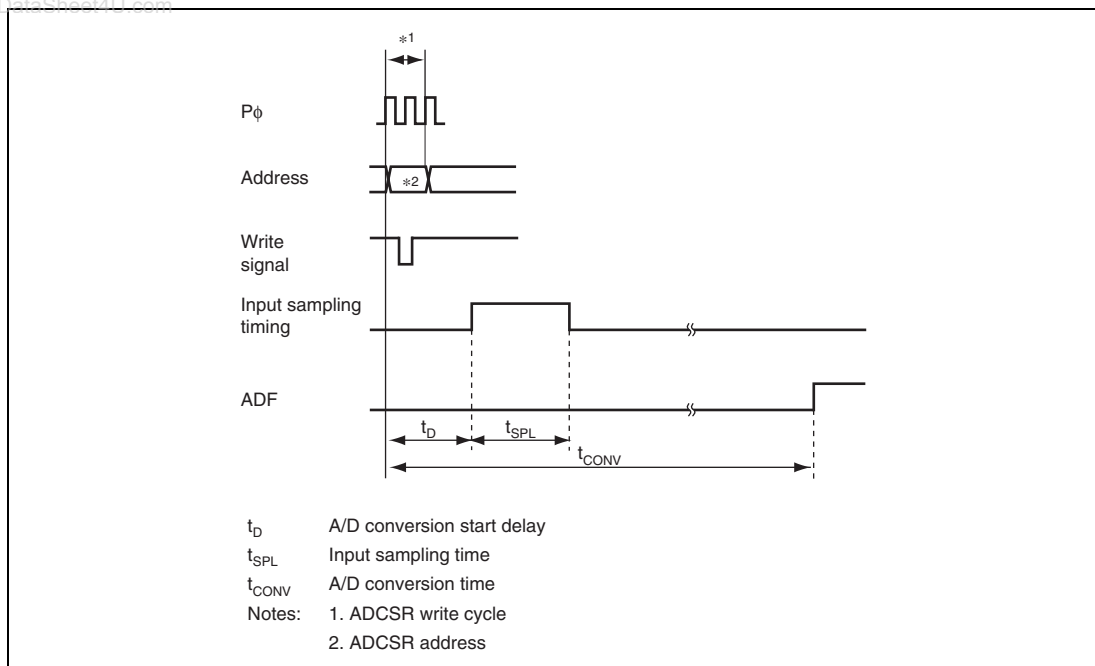 DataSheet4U.com
*1
Pϕ
Address
*2
Write
signal
Input sampling
timing
ADF
tD
tSPL
tCONV
tD A/D conversion start delay
tSPL Input sampling time
tCONV A/D conversion time
Notes: 1. ADCSR write cycle
2. ADCSR address